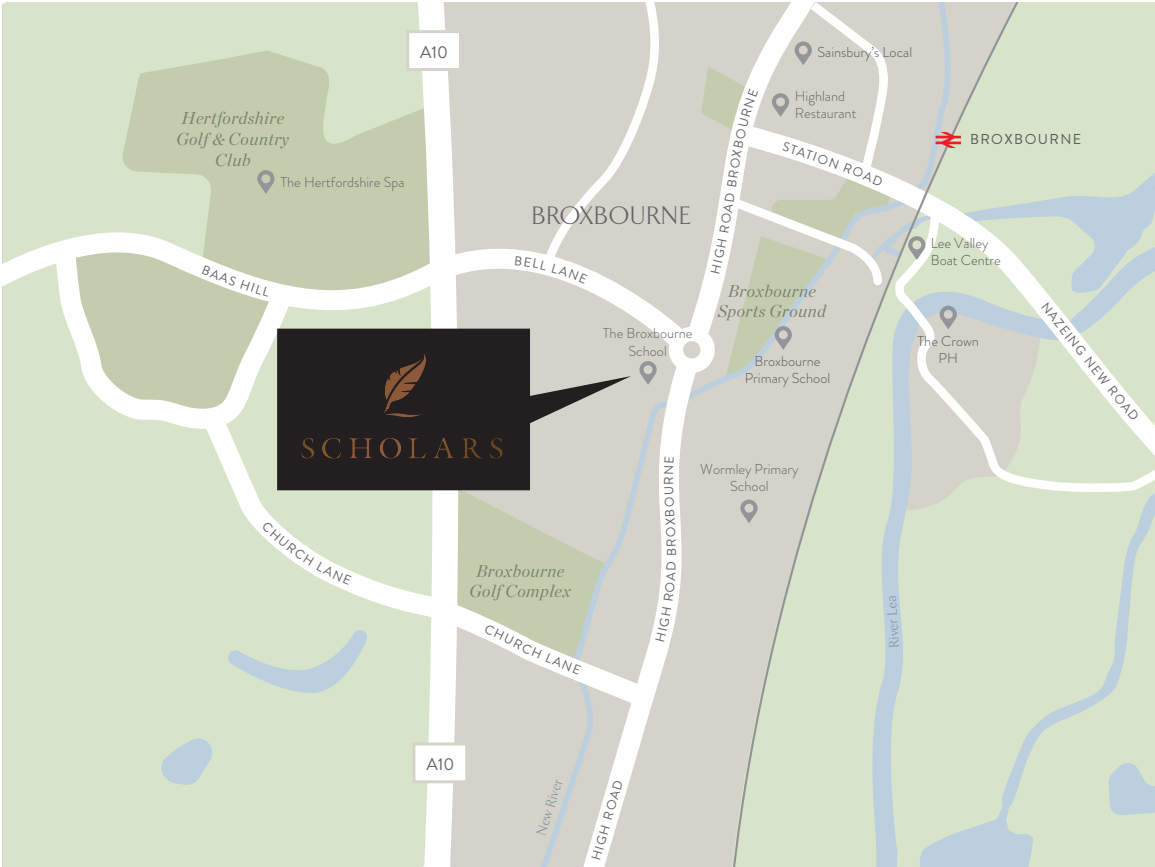 A10
Sainsbury's Local
Highland
Restaurant
Hertfordshire
Golf & Country
Club
The Hertfordshire Spa
HIGH ROAD BROXBOURNE
STATION ROAD
BROXBOURNE
BROXBOURNE
Lee Valley
Boat Centre
BAAS HILL
BELL LANE
Broxbourne
Sports Ground
NAZEING NEW ROAD
The Broxbourne
School
Broxbourne
Primary School
The Crown
PH
SCHOLARS
Wormley Primary
School
HIGH ROAD BROXBOURNE
CHURCH LANE
Broxbourne
Golf Complex
River Lea
CHURCH LANE
A10
New River
HIGH ROAD